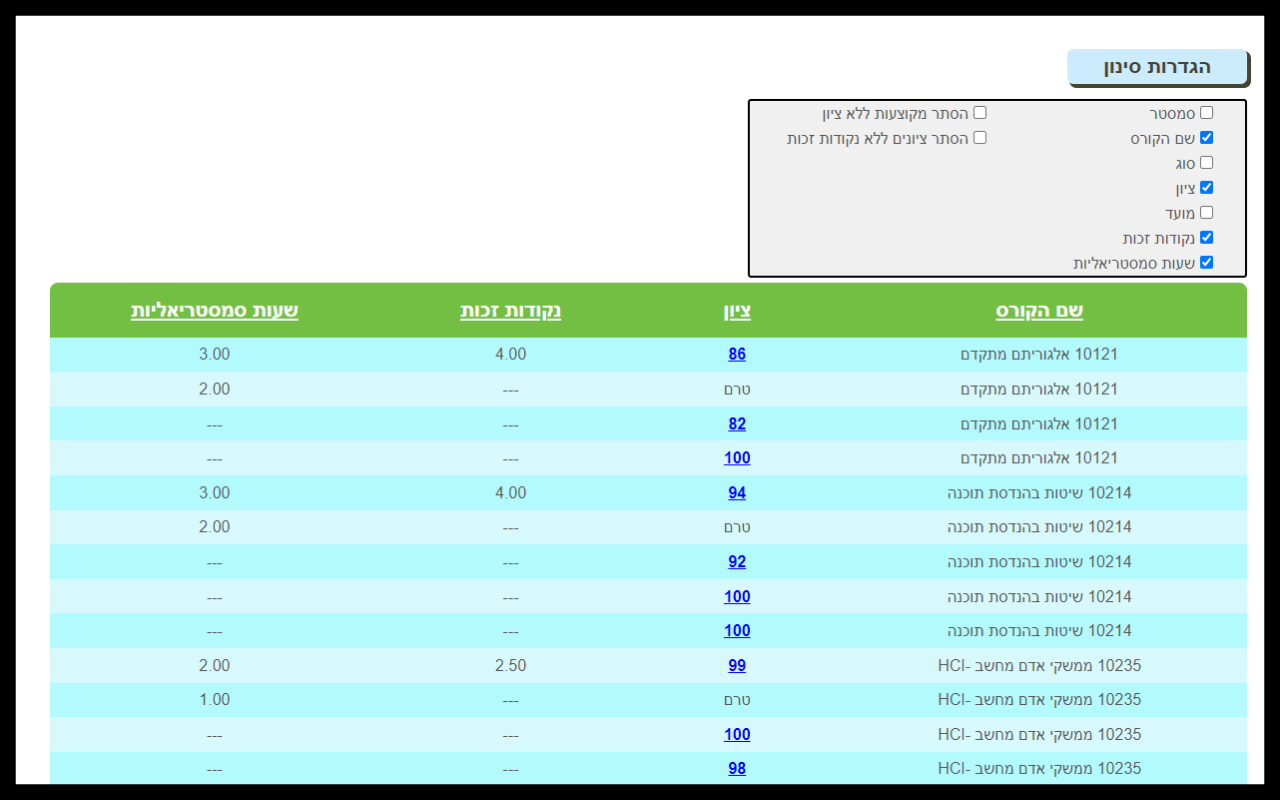 הגדרות סינון
סמסטר הסתר מקוצעות ללא ציון
שם הקורס הסתר ציונים ללא נקודות זכות
סוג
ציון
מועד
נקודות זכות
שעות סמסטריאליות
שם הקורס ציון נקודות זכות שעות סמסטריאליות
10121 אלגוריתם מתקדם 86 4.00 3.00
10121 אלגוריתם מתקדם טרם --- 2.00
10121 אלגוריתם מתקדם 82 --- ---
10121 אלגוריתם מתקדם 100 --- ---
10214 שיטות בהנדסת תוכנה 94 4.00 3.00
10214 שיטות בהנדסת תוכנה טרם --- 2.00
10214 שיטות בהנדסת תוכנה 92 --- ---
10214 שיטות בהנדסת תוכנה 100 --- ---
10214 שיטות בהנדסת תוכנה 100 --- ---
10235 ממשקי אדם מחשב -HCI 99 2.50 2.00
10235 ממשקי אדם מחשב -HCI טרם --- 1.00
10235 ממשקי אדם מחשב -HCI 100 --- ---
10235 ממשקי אדם מחשב -HCI 98 --- ---